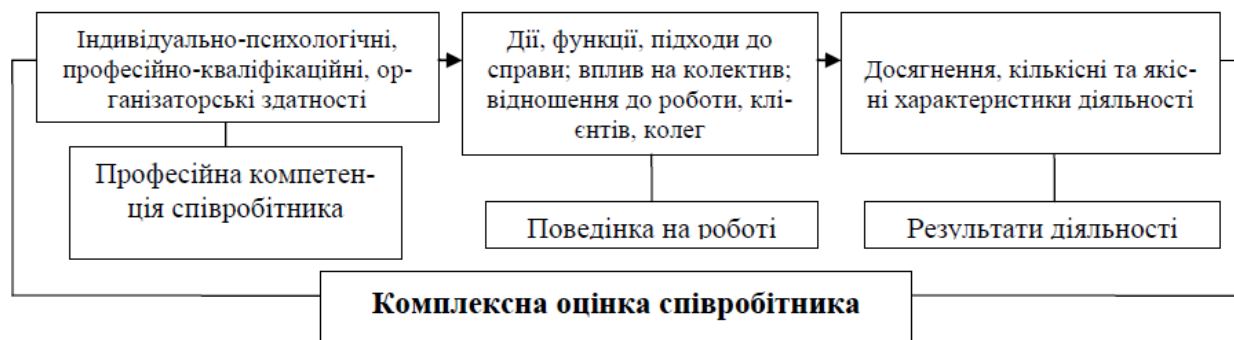 Індивідуально-психологічні,
професійно-кваліфікаційні, ор-
ганізаторські здатності
Професійна компетен-
ція співробітника
Дії, функції, підходи до
справи; вплив на колектив;
відношення до роботи, клі-
єнтів, колег
Поведінка на роботі
Досягнення, кількісні та якіс-
ні характеристики діяльності
Результати діяльності
Комплексна оцінка співробітника